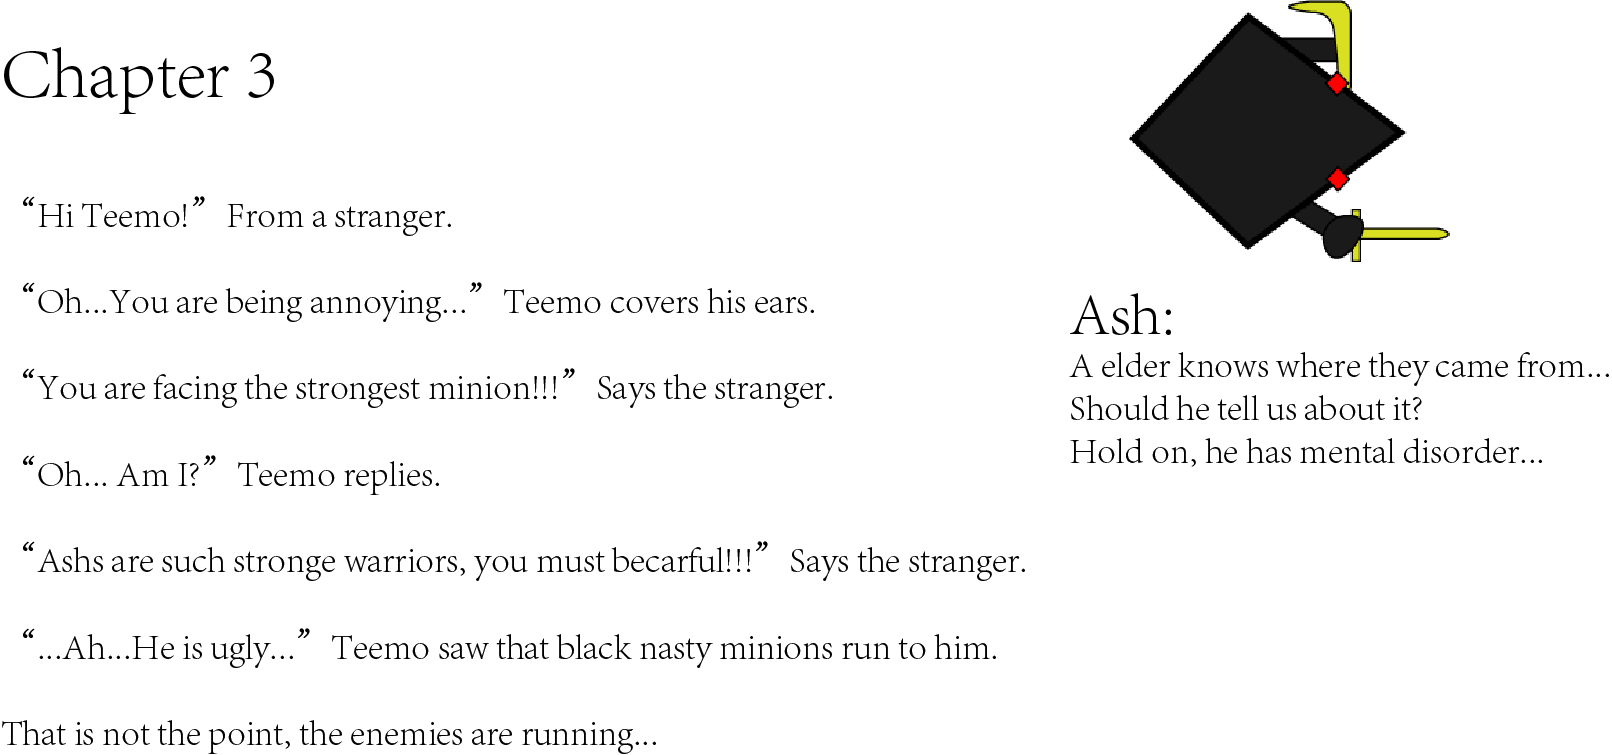 Chapter 3
“Hi Teemo!” From a stranger.
“Oh...You are being annoying...” Teemo covers his ears.
“You are facing the strongest minion!!!” Says the stranger.
“Oh... Am I?” Teemo replies.
“Ashs are such stronge warriors, you must becarful!!!” Says the stranger.
“...Ah...He is ugly...” Teemo saw that black nasty minions run to him.
That is not the point, the enemies are running...
Ash:
A elder knows where they came from...
Should he tell us about it?
Hold on, he has mental disorder...